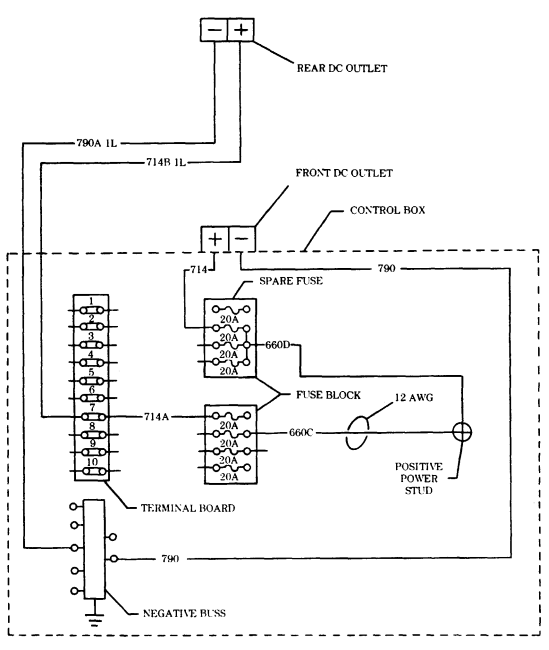 − +
REAR DC OUTLET
790A 1L
714B 1L
FRONT DC OUTLET
CONTROL BOX
+ −
714
790
SPARE FUSE
1
2
3
4
5
6
7
8
9
10
20A
20A
20A
20A
660D
FUSE BLOCK
12 AWG
714A
20A
20A
20A
20A
660C
POSITIVE
POWER
STUD
TERMINAL BOARD
790
NEGATIVE BUSS